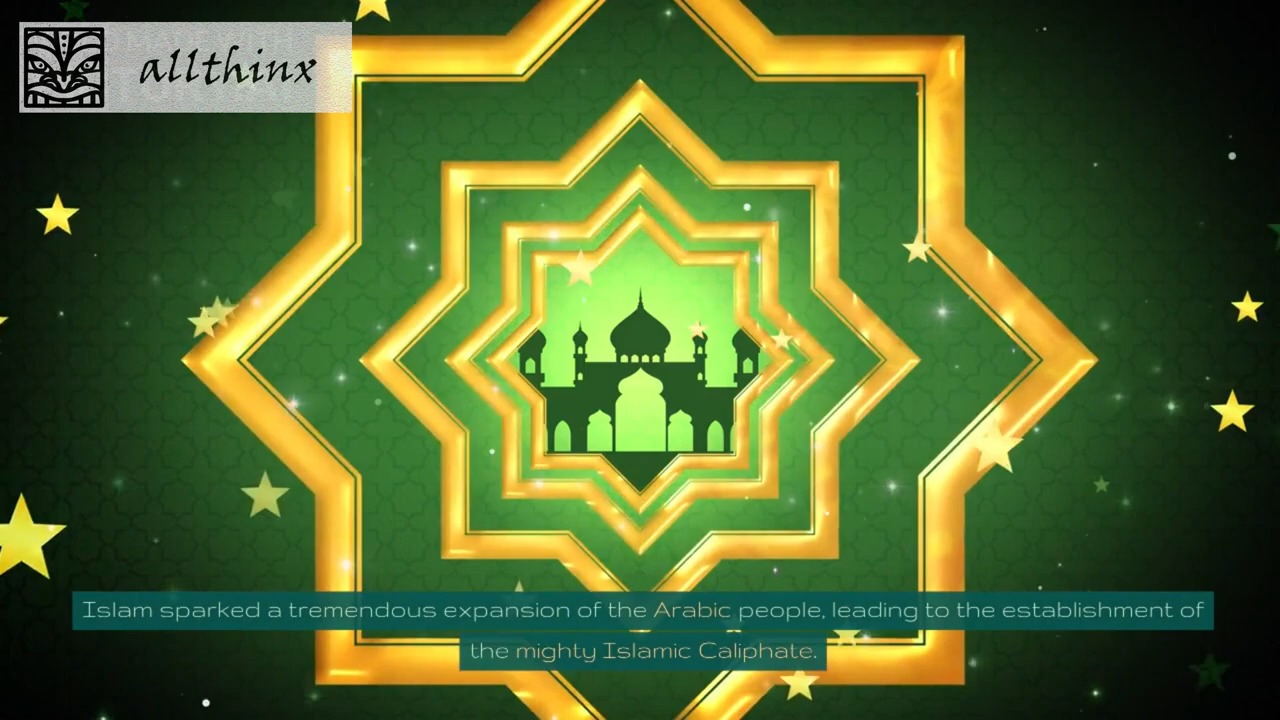 allthinx
Islam sparked a tremendous expansion of the Arabic people, leading to the establishment of
the mighty Islamic Caliphate.